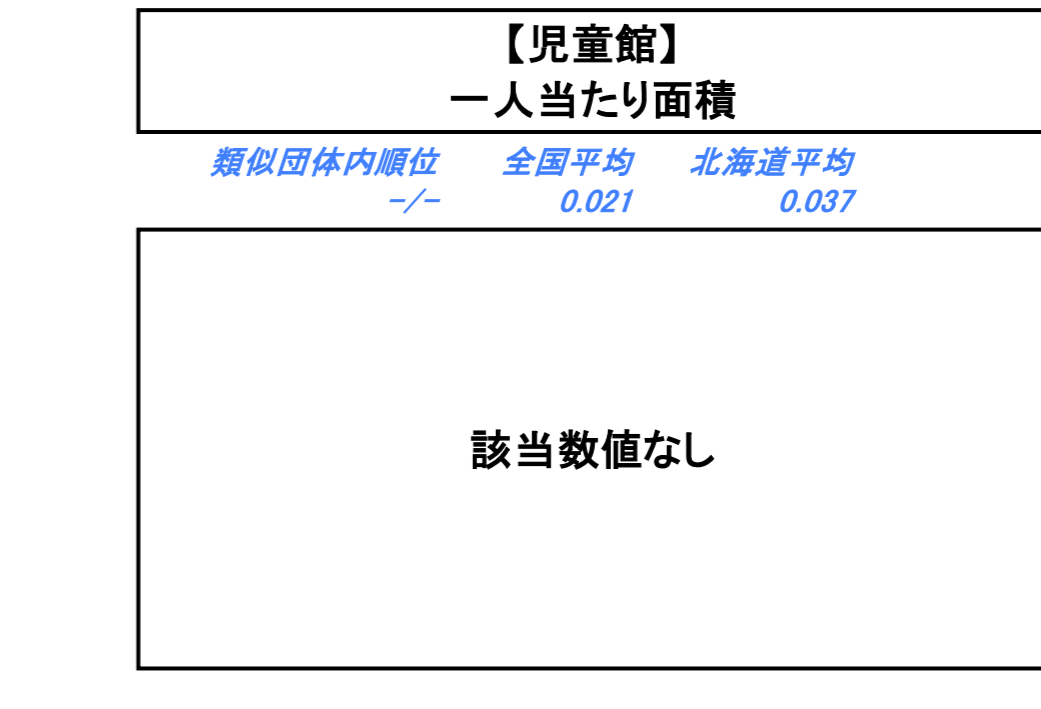 【児童館】
一人当たり面積
類似団体内順位 全国平均 北海道平均
-/- 0.021 0.037
該当数値なし